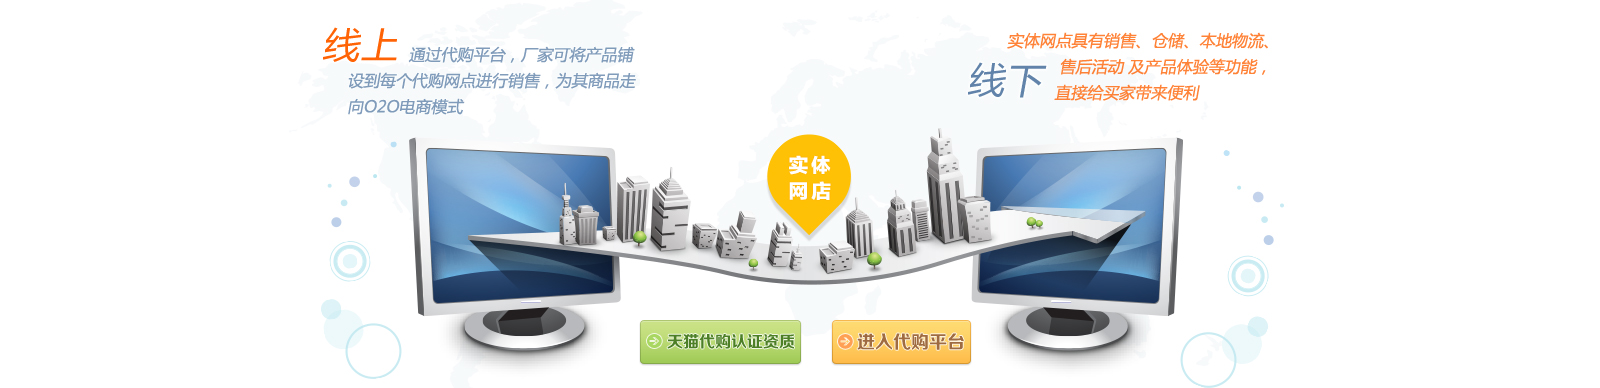 线上
通过代购平台，厂家可将产品铺
设到每个代购网点进行销售，为其商品走
向O2O电商模式
实体网点具有销售、仓储、本地物流、
线下
售后活动 及产品体验等功能，
直接给买家带来便利
实体
网店
天猫代购认证资质
进入代购平台